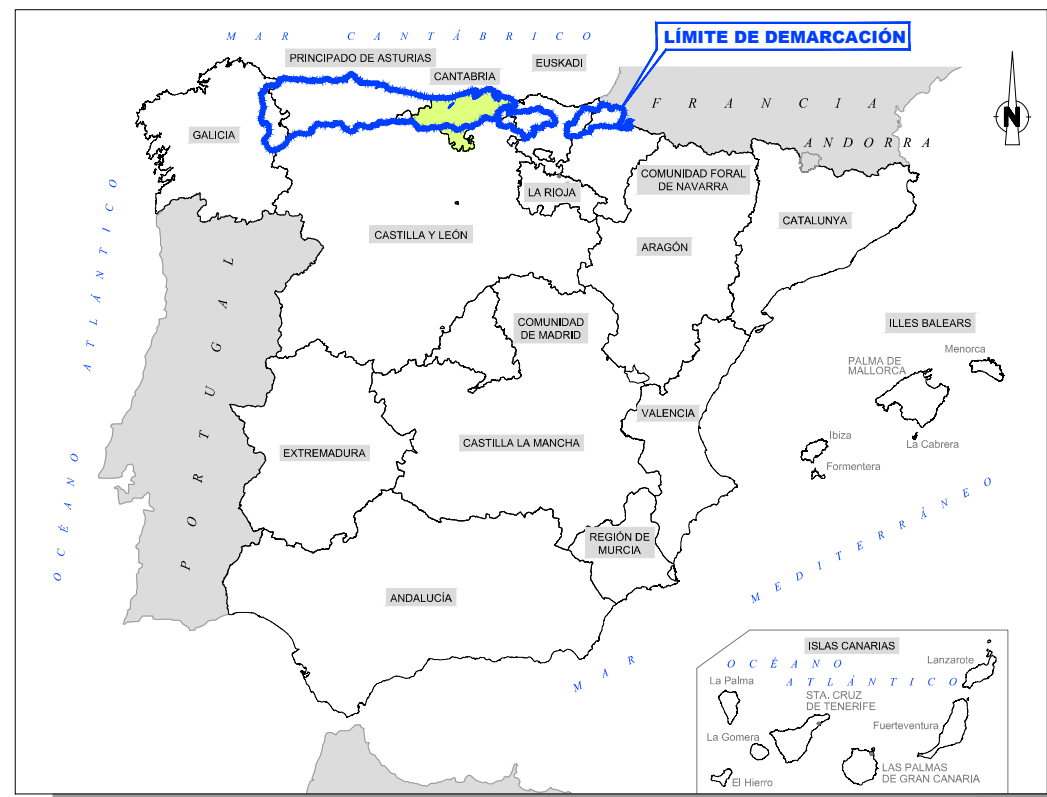 MAR CANTÁBRICO
LÍMITE DE DEMARCACIÓN
PRINCIPADO DE ASTURIAS
EUSKADI
CANTABRIA
FRANCIA
N
GALICIA
ANDORRA
COMUNIDAD FORAL
DE NAVARRA
LA RIOJA
CATALUNYA
CASTILLA Y LEÓN
ARAGÓN
OCÉANO ATLÁNTICO
PORTUGAL
COMUNIDAD
DE MADRID
ILLES BALEARS
Menorca
PALMA DE
MALLORCA
VALENCIA
Ibiza
La Cabrera
CASTILLA LA MANCHA
EXTREMADURA
Formentera
REGIÓN DE
MURCIA
MAR MEDITERRÁNEO
ANDALUCÍA
ISLAS CANARIAS
OCÉANO
ATLÁNTICO
Lanzarote
La Palma
STA. CRUZ
DE TENERIFE
Fuerteventura
La Gomera
LAS PALMAS
DE GRAN CANARIA
El Hierro